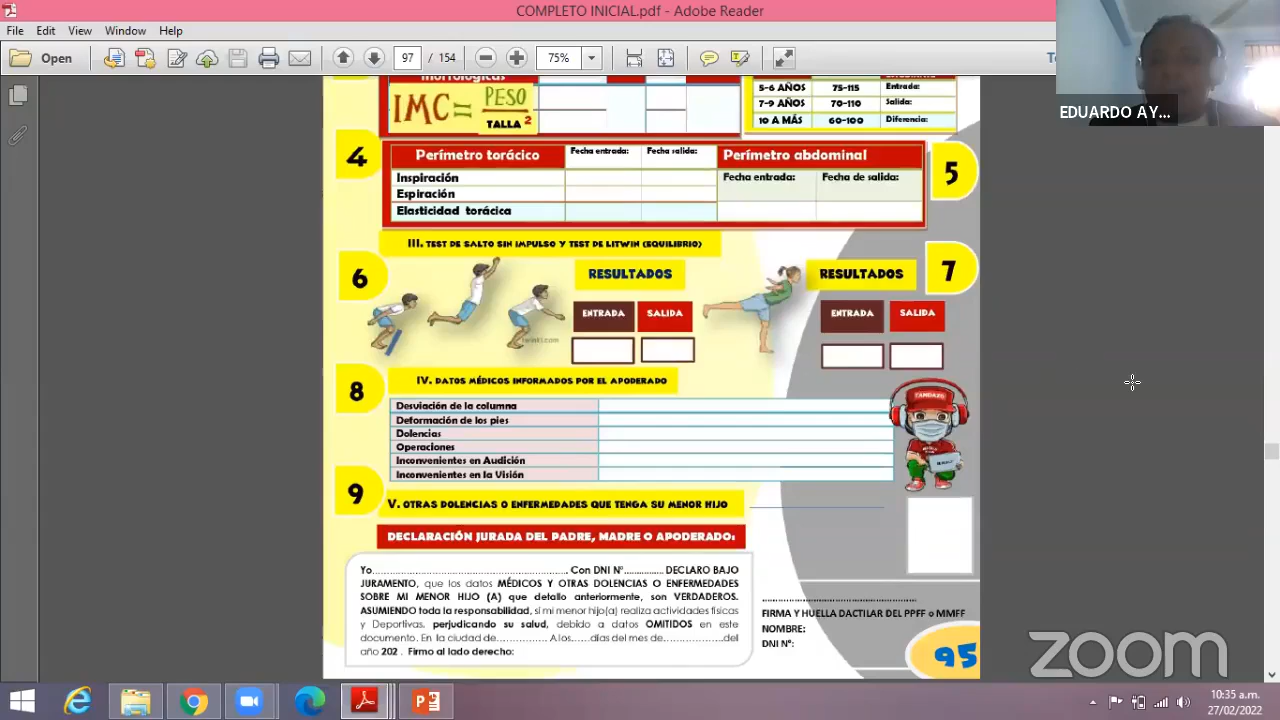 COMPLETO INICIAL.pdf - Adobe Reader
File Edit View Window Help
Open 97 / 154 75%
EDUARDO AY...
morfológicas
IMC = PESO
TALLA 2
5-6 AÑOS 75-115 Entrada:
7-9 AÑOS 70-110 Salida:
10 A MÁS 60-100 Diferencia:
4 Perímetro torácico Fecha entrada: Fecha salida: Perímetro abdominal 5
Inspiración Fecha entrada: Fecha de salida:
Espiración
Elasticidad torácica
III. TEST DE SALTO SIN IMPULSO Y TEST DE LITWIN (EQUILIBRIO)
6 RESULTADOS RESULTADOS 7
ENTRADA SALIDA ENTRADA SALIDA
twinkl.com
8 IV. DATOS MÉDICOS INFORMADOS POR EL APODERADO
Desviación de la columna
Deformación de los pies
Dolencias
Operaciones
Inconvenientes en Audición
Inconvenientes en la Visión
9 V. OTRAS DOLENCIAS O ENFERMEDADES QUE TENGA SU MENOR HIJO
DECLARACIÓN JURADA DEL PADRE, MADRE O APODERADO:
Yo............................................................. Con DNI N°............... DECLARO BAJO
JURAMENTO, que los datos MÉDICOS Y OTRAS DOLENCIAS O ENFERMEDADES
SOBRE MI MENOR HIJO (A) que detallo anteriormente, son VERDADEROS.
ASUMIENDO toda la responsabilidad, si mi menor hijo(a) realiza actividades físicas
y Deportivas, perjudicando su salud, debido a datos OMITIDOS en este
documento. En la ciudad de................ A los......días del mes de...................del
año 202 . Firmo al lado derecho:
FIRMA Y HUELLA DACTILAR DEL PPFF o MMFF
NOMBRE:
DNI N°:
95
zoom
10:35 a.m.
27/02/2022